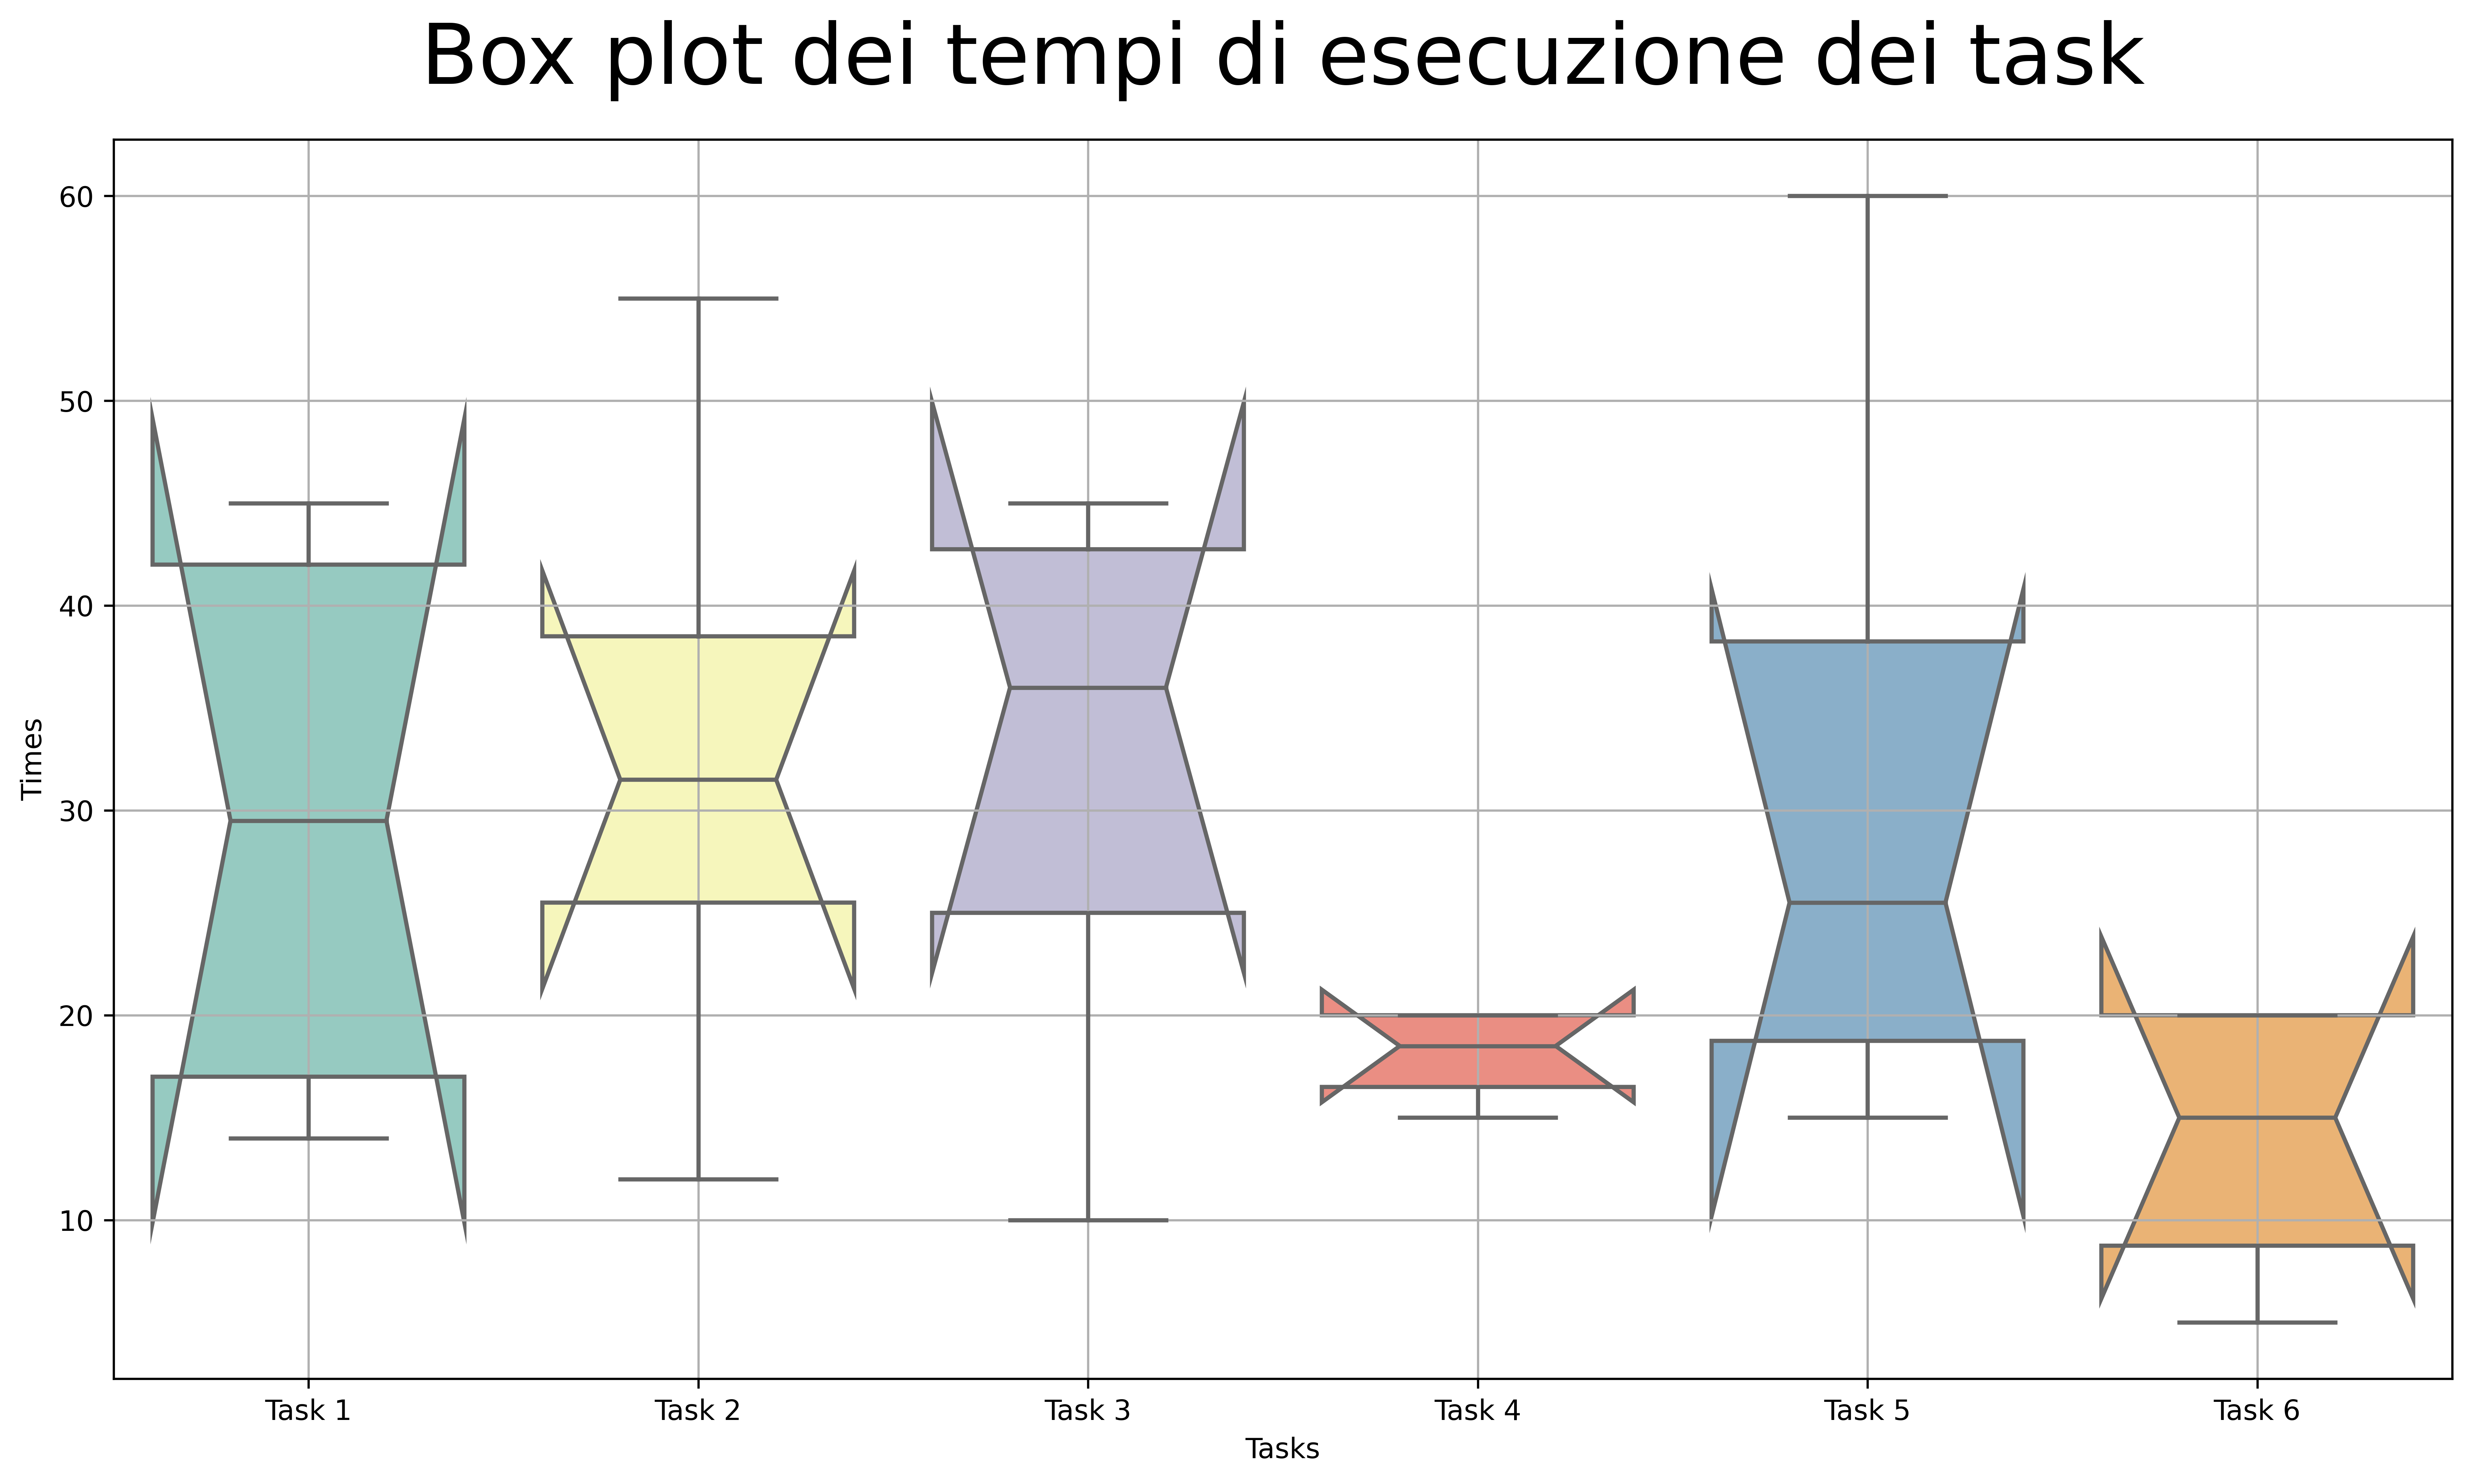 Box plot dei tempi di esecuzione dei task
60
50
40
30
20
10
Times
Task 1 Task 2 Task 3 Task 4 Task 5 Task 6
Tasks